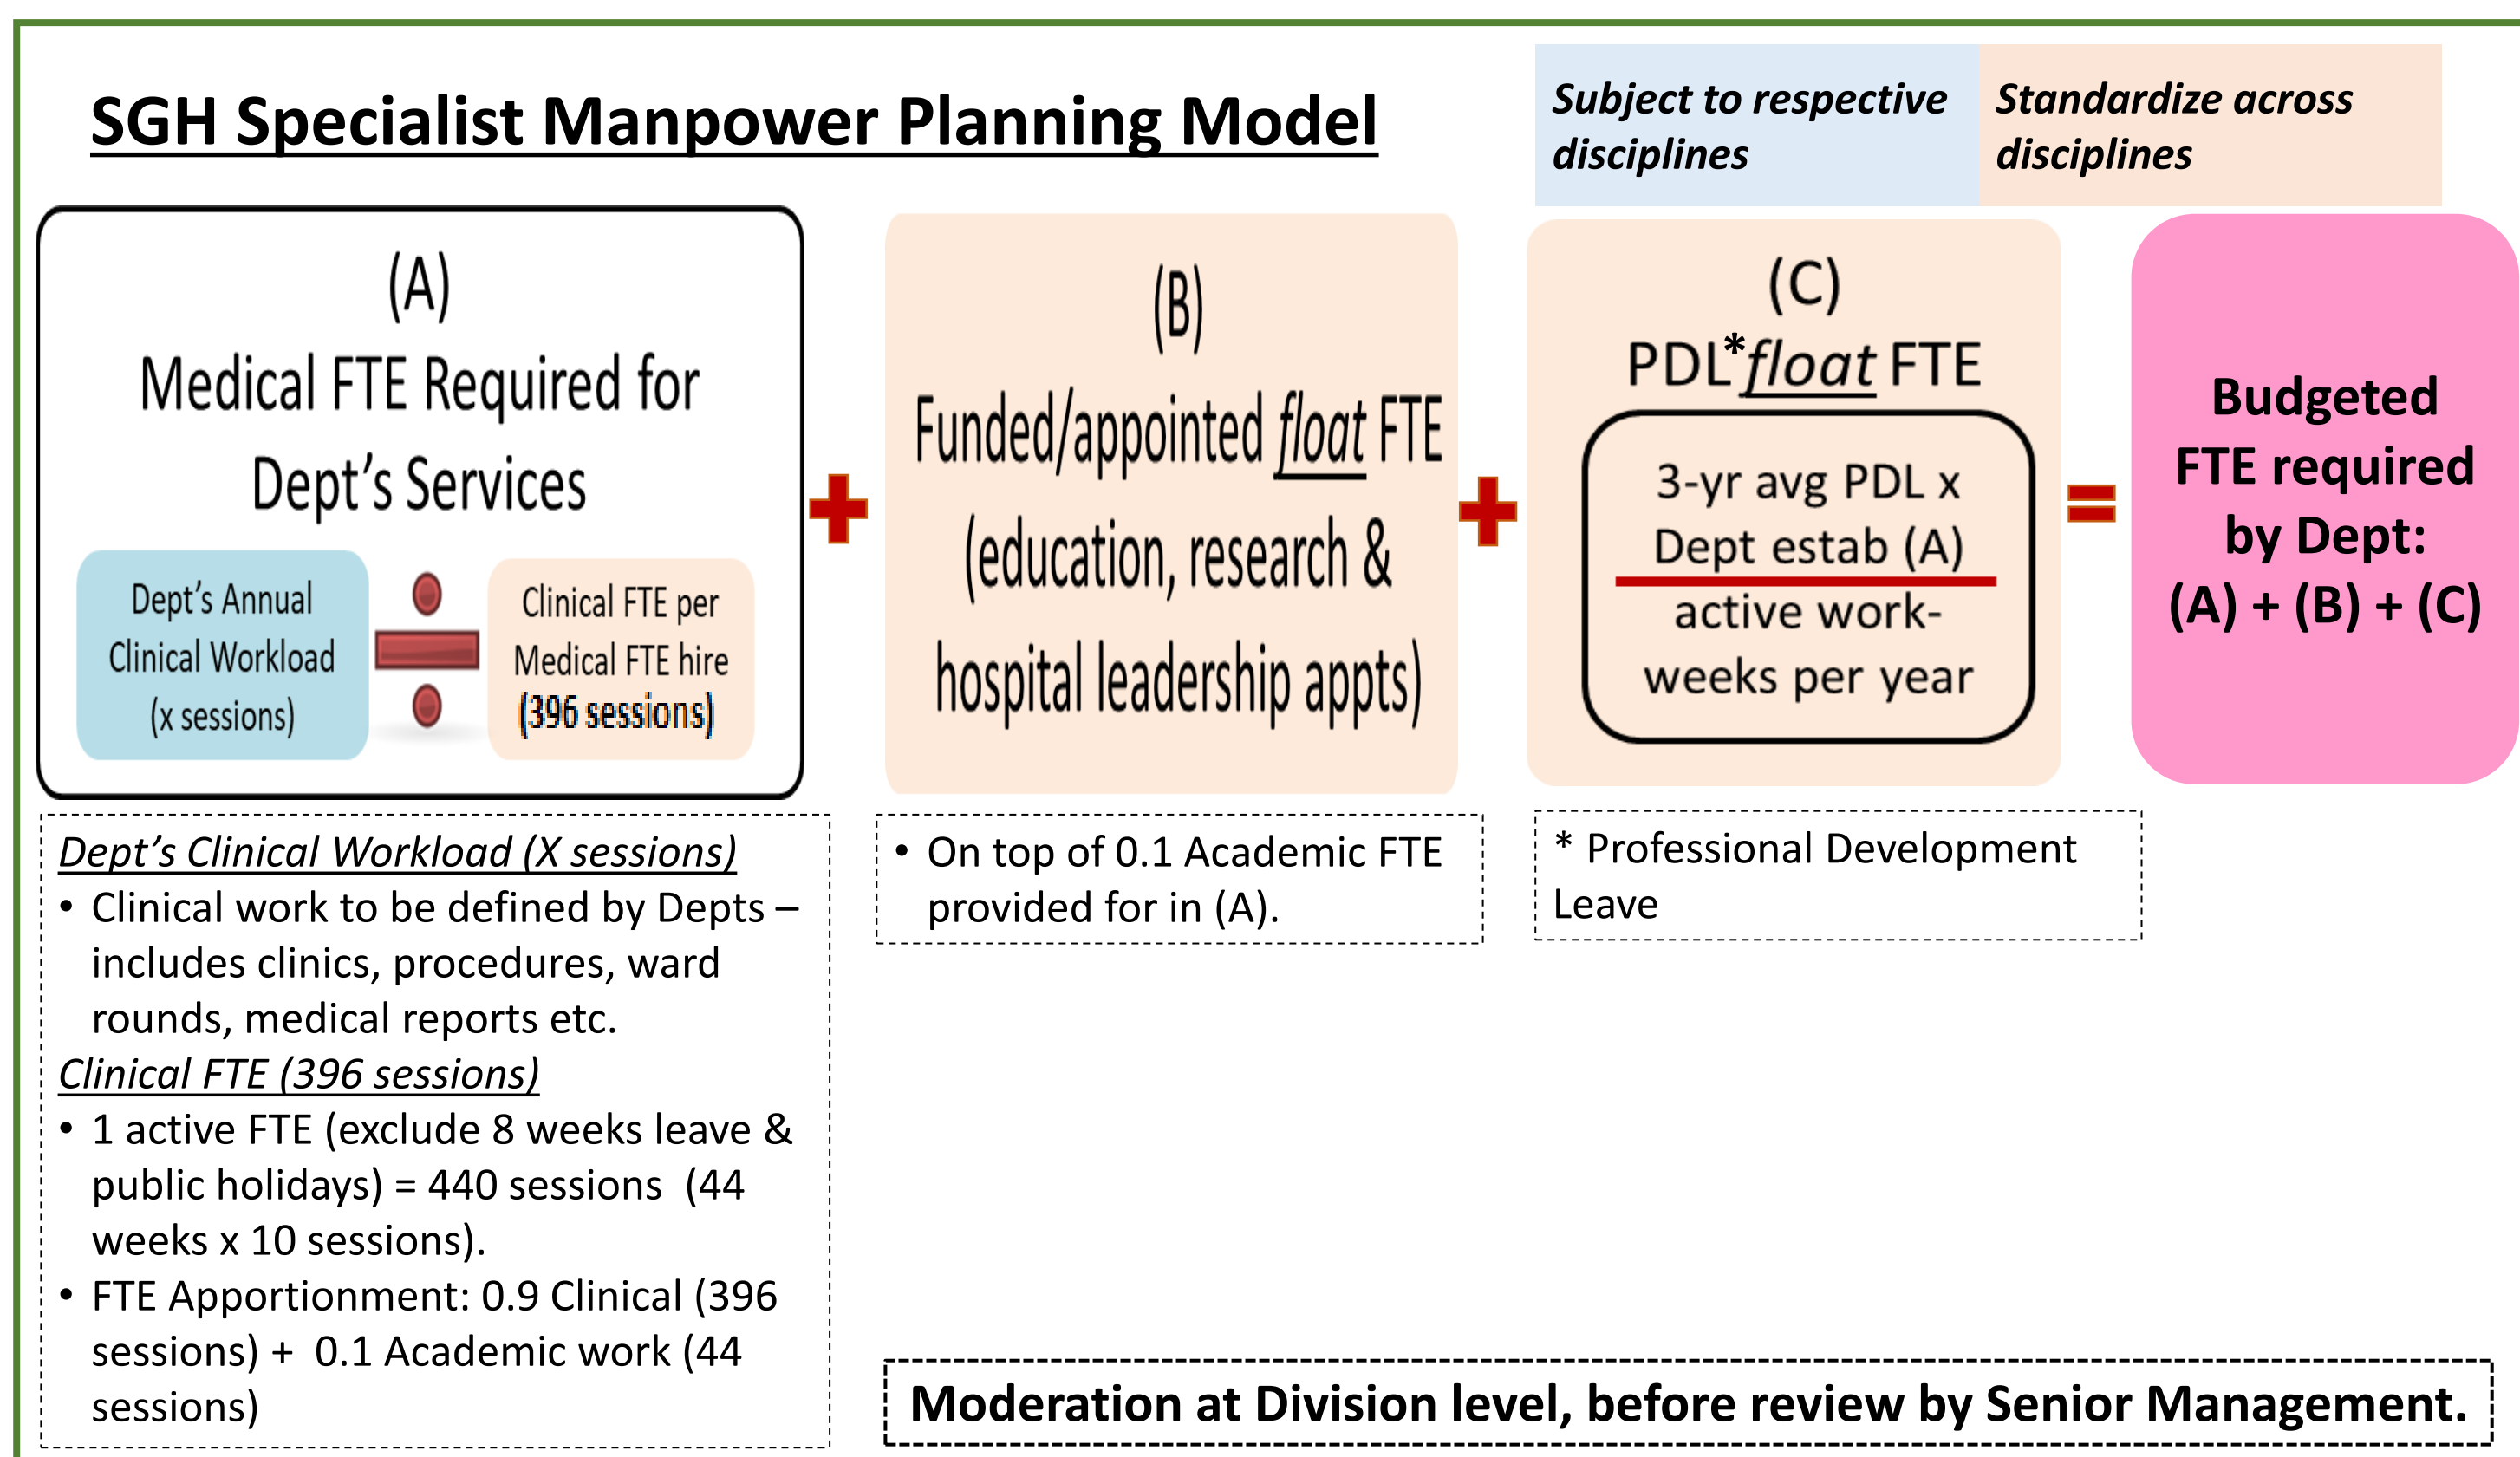 SGH Specialist Manpower Planning Model
Subject to respective
disciplines
Standardize across
disciplines
(A)
Medical FTE Required for
Dept’s Services
Dept’s Annual
Clinical Workload
(x sessions)
Clinical FTE per
Medical FTE hire
(396 sessions)
+
(B)
Funded/appointed float FTE
(education, research &
hospital leadership appts)
+
(C)
PDL* float FTE
3-yr avg PDL x
Dept estab (A)
active work-
weeks per year
=
Budgeted
FTE required
by Dept:
(A) + (B) + (C)
Dept’s Clinical Workload (X sessions)
• Clinical work to be defined by Depts –
includes clinics, procedures, ward
rounds, medical reports etc.
Clinical FTE (396 sessions)
• 1 active FTE (exclude 8 weeks leave &
public holidays) = 440 sessions (44
weeks x 10 sessions).
• FTE Apportionment: 0.9 Clinical (396
sessions) + 0.1 Academic work (44
sessions)
• On top of 0.1 Academic FTE
provided for in (A).
* Professional Development
Leave
Moderation at Division level, before review by Senior Management.